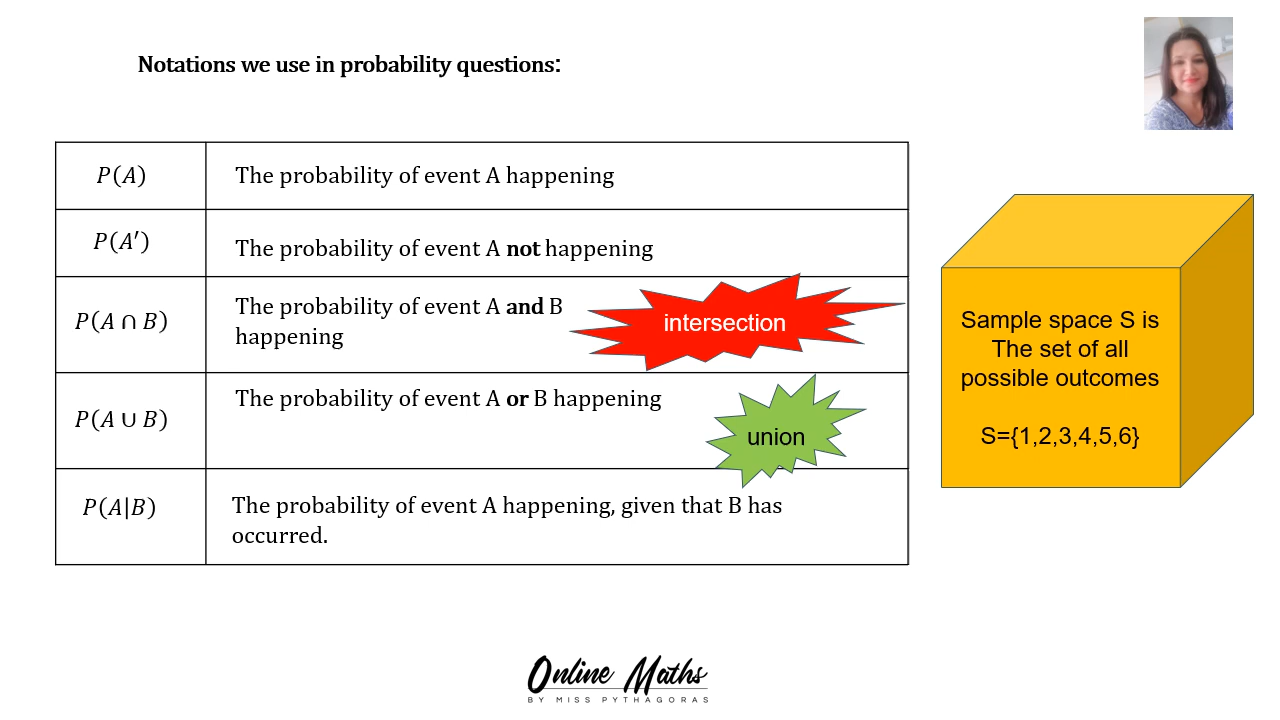 Notations we use in probability questions:
P(A)
The probability of event A happening
P(A′)
The probability of event A not happening
P(A ∩ B)
The probability of event A and B
happening
intersection
P(A ∪ B)
The probability of event A or B happening
union
P(A|B)
The probability of event A happening, given that B has
occurred.
Sample space S is
The set of all
possible outcomes
S={1,2,3,4,5,6}
Online Maths
BY MISS PYTHAGORAS